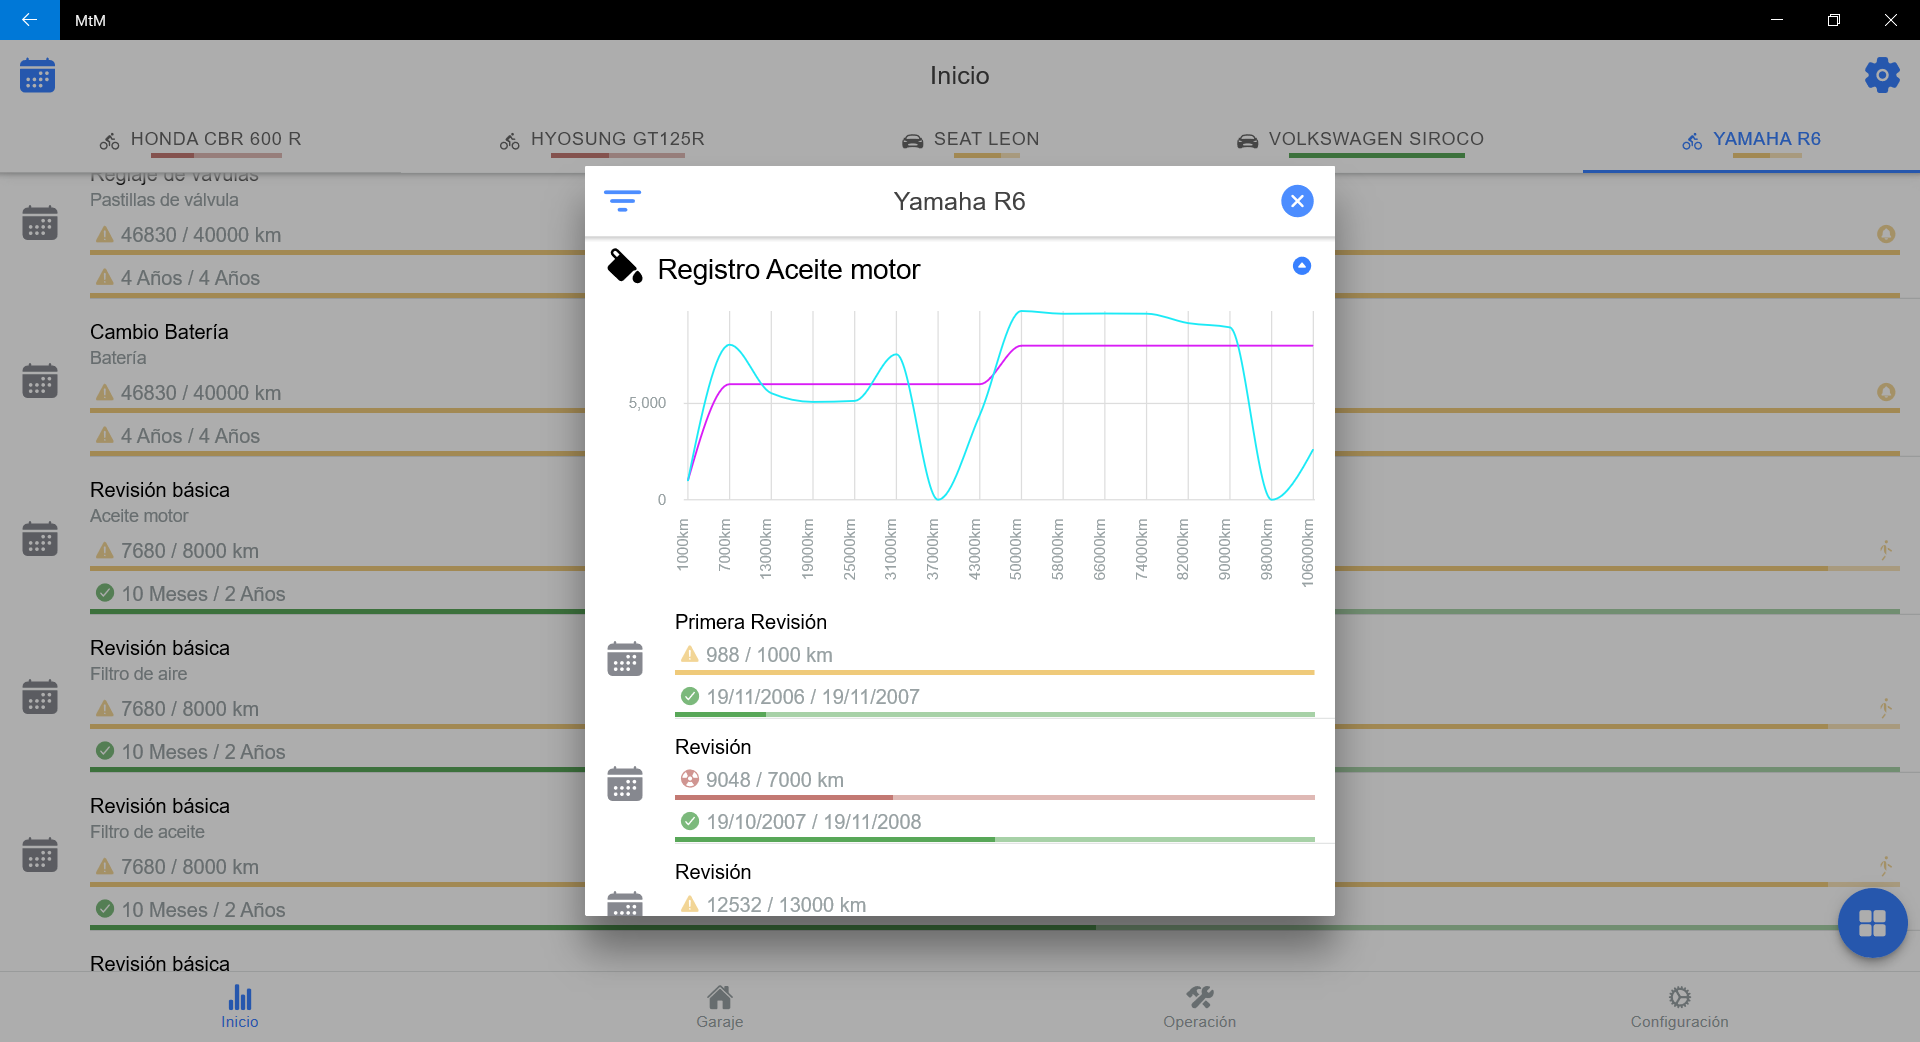 MtM
Inicio
HONDA CBR 600 R
HYOSUNG GT125R
SEAT LEON
VOLKSWAGEN SIROCO
YAMAHA R6
Reglaje de vávulas
Pastillas de válvula
46830 / 40000 km
4 Años / 4 Años
Cambio Batería
Batería
46830 / 40000 km
4 Años / 4 Años
Revisión básica
Aceite motor
7680 / 8000 km
10 Meses / 2 Años
Revisión básica
Filtro de aire
7680 / 8000 km
10 Meses / 2 Años
Revisión básica
Filtro de aceite
7680 / 8000 km
10 Meses / 2 Años
Revisión básica
Yamaha R6
Registro Aceite motor
5,000
0
1000km
7000km
13000km
19000km
25000km
31000km
37000km
43000km
50000km
58000km
66000km
74000km
82000km
90000km
98000km
106000km
Primera Revisión
988 / 1000 km
19/11/2006 / 19/11/2007
Revisión
9048 / 7000 km
19/10/2007 / 19/11/2008
Revisión
12532 / 13000 km
Inicio
Garaje
Operación
Configuración